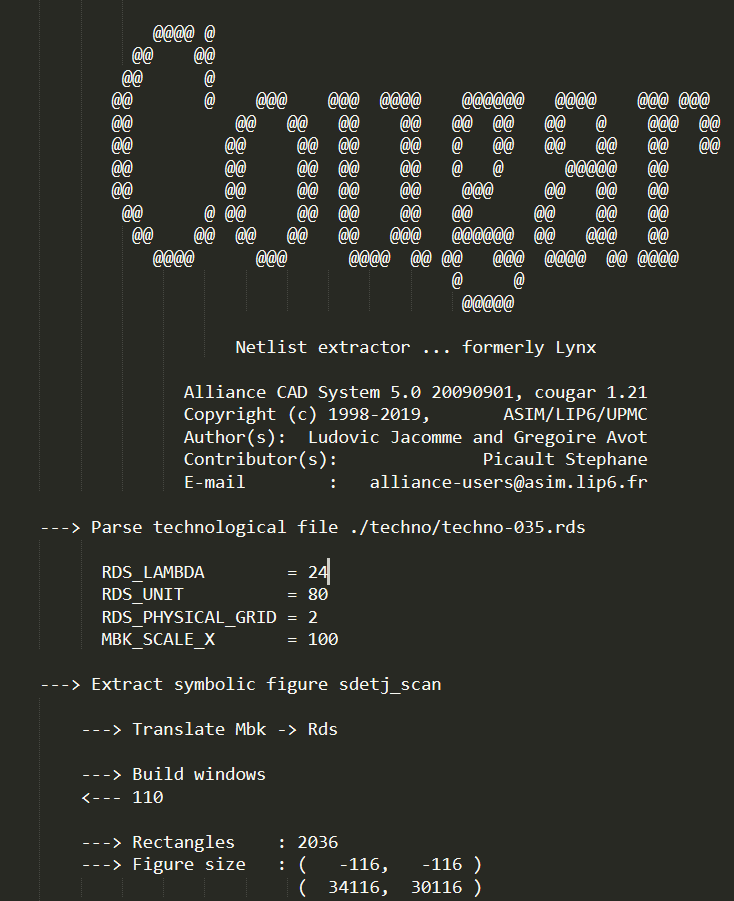 Cougar
Netlist extractor ... formerly Lynx
Alliance CAD System 5.0 20090901, cougar 1.21
Copyright (c) 1998-2019, ASIM/LIP6/UPMC
Author(s): Ludovic Jacomme and Gregoire Avot
Contributor(s): Picault Stephane
E-mail : alliance-users@asim.lip6.fr
---> Parse technological file ./techno/techno-035.rds
RDS_LAMBDA = 24
RDS_UNIT = 80
RDS_PHYSICAL_GRID = 2
MBK_SCALE_X = 100
---> Extract symbolic figure sdetj_scan
---> Translate Mbk -> Rds
---> Build windows
<--- 110
---> Rectangles : 2036
---> Figure size : ( -116, -116 )
( 34116, 30116 )